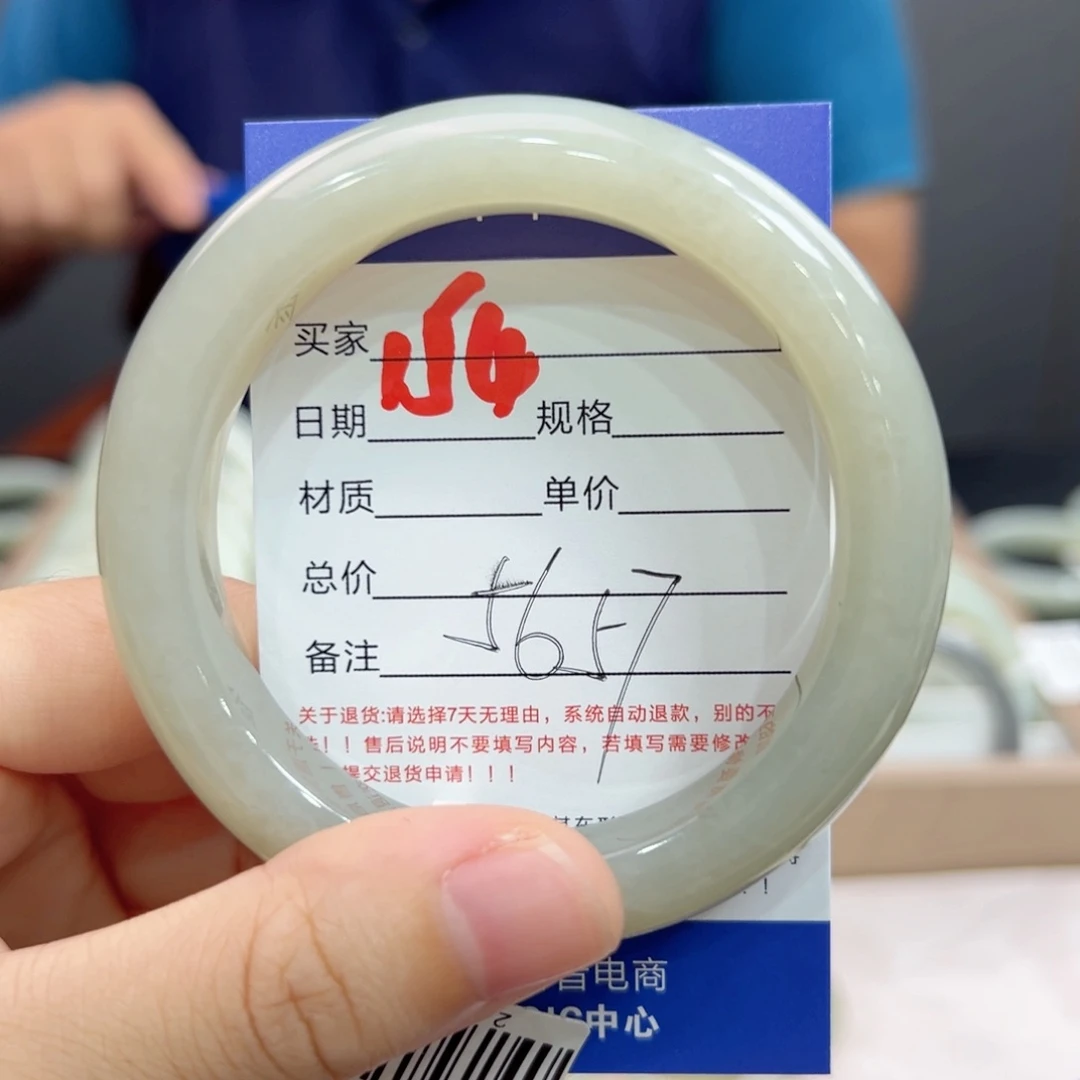 买家 54
日期 规格
材质 单价
总价
备注 5657
关于退货:请选择7天无理由，系统自动退款，别的不
！！售后说明不要填写内容，若填写需要修改
提交退货申请！！！
！
电商
中心